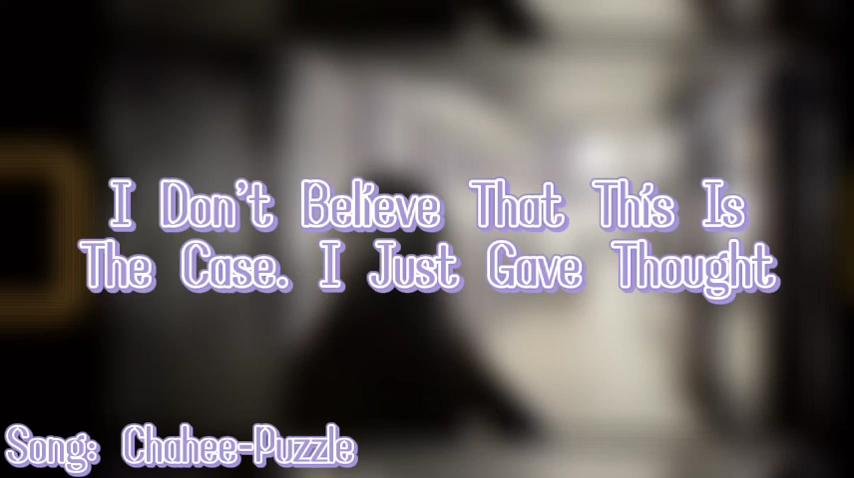 I Don't Believe That This Is
The Case. I Just Gave Thought
Song: Chahee-Puzzle